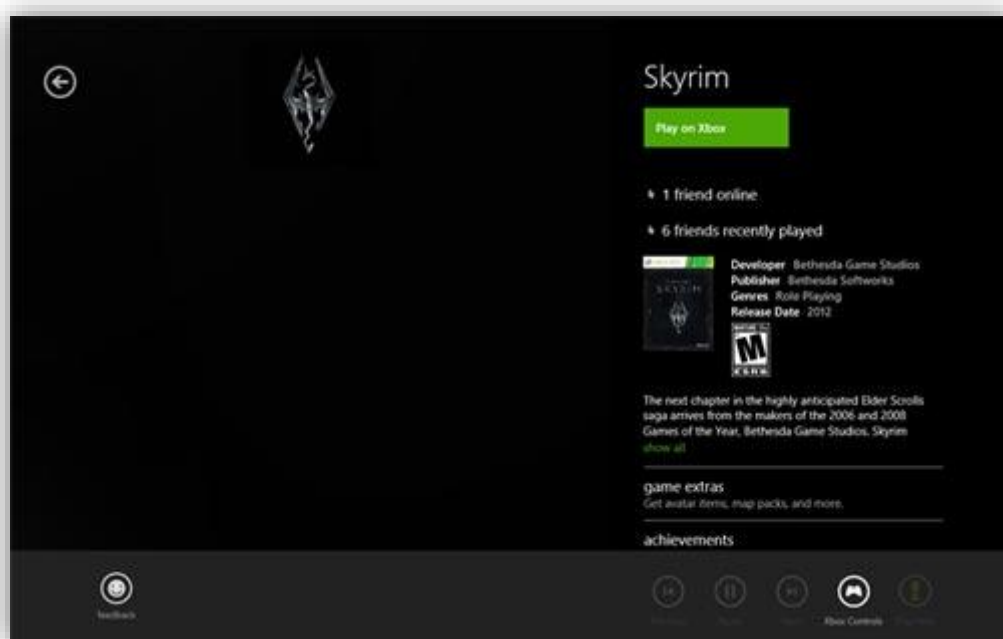 Skyrim
Play on Xbox
1 friend online
6 friends recently played
SKYRIM
Developer Bethesda Game Studios
Publisher Bethesda Softworks
Genres Role Playing
Release Date 2012
M
ESRB
The next chapter in the highly anticipated Elder Scrolls
saga arrives from the makers of the 2006 and 2008
Games of the Year, Bethesda Game Studios. Skyrim
show all
game extras
Get avatar items, map packs, and more.
achievements
feedback
Xbox Controls